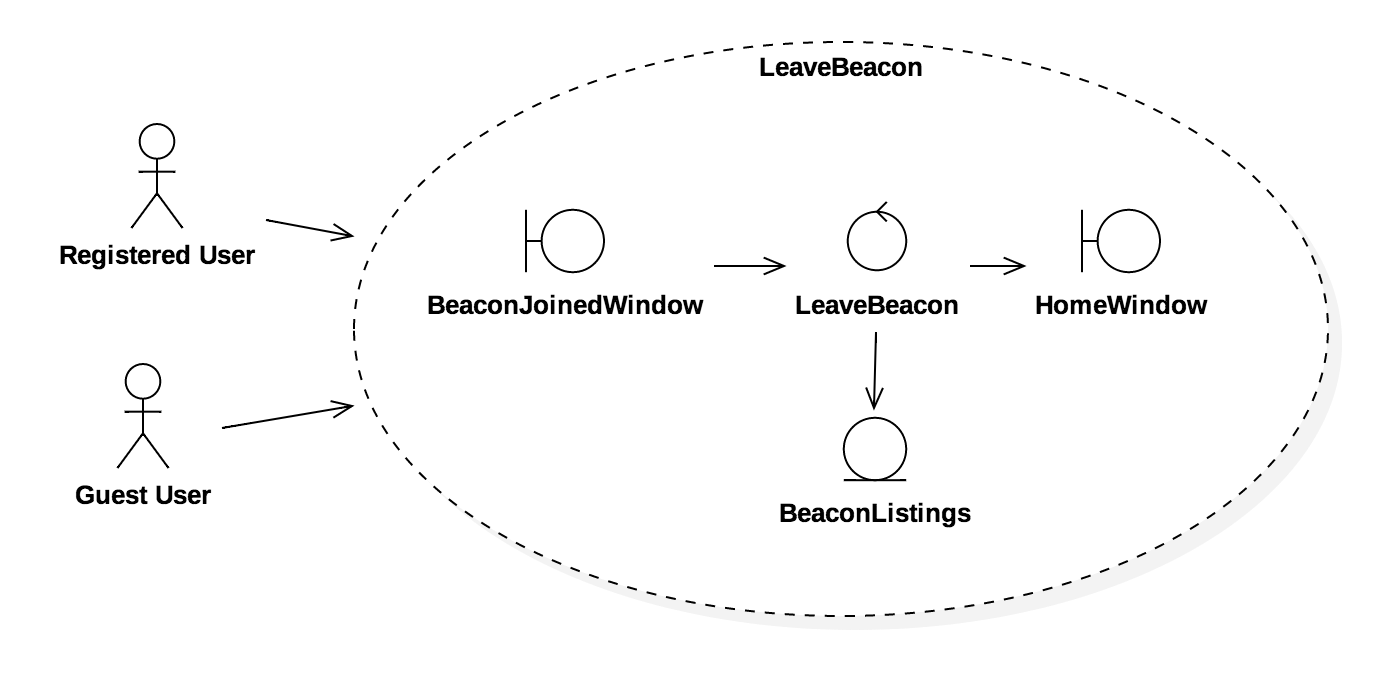 LeaveBeacon
Registered User
BeaconJoinedWindow
LeaveBeacon
HomeWindow
Guest User
BeaconListings